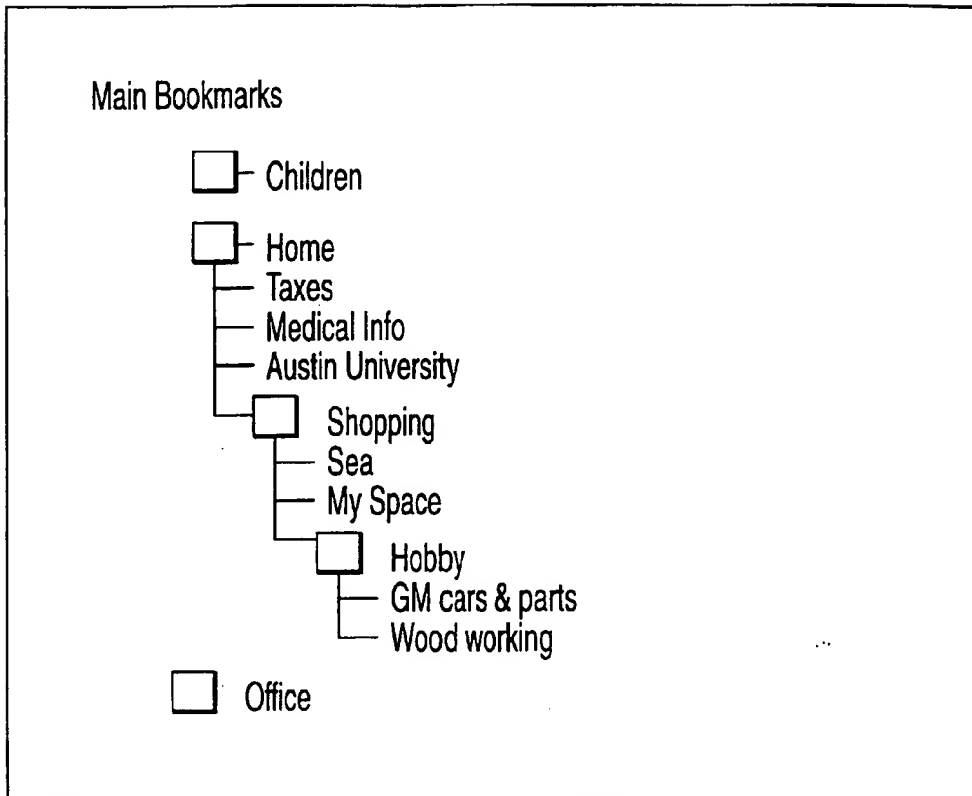 Main Bookmarks
Children
Home
Taxes
Medical Info
Austin University
Shopping
Sea
My Space
Hobby
GM cars & parts
Wood working
Office